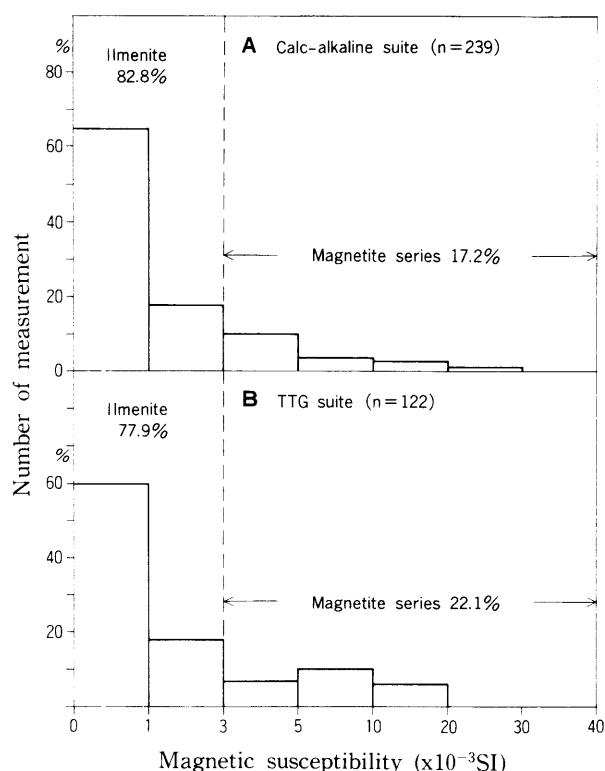 %
80
60
40
20
0
Ilmenite
82.8%
A Calc-alkaline suite (n=239)
Magnetite series 17.2%
Number of measurement
%
60
40
20
Ilmenite
77.9%
B TTG suite (n=122)
Magnetite series 22.1%
0 1 3 5 10 20 30 40
Magnetic susceptibility (x10⁻³SI)